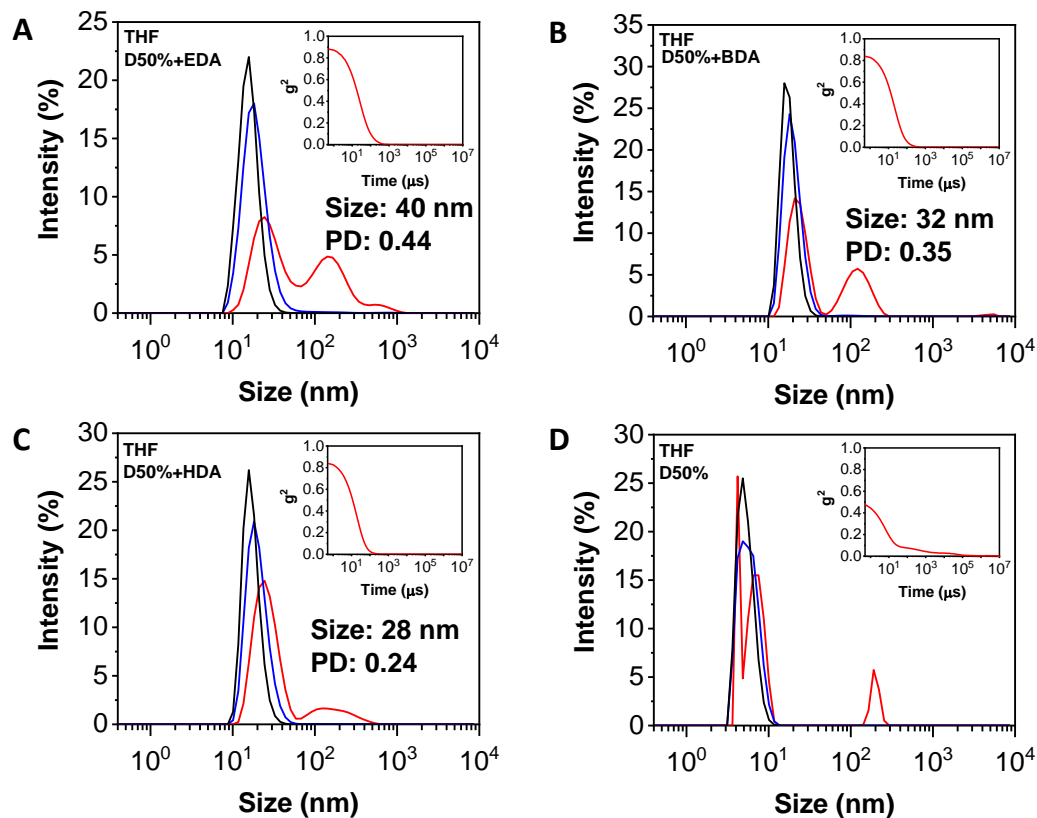 A
THF
D50%+EDA
Intensity (%)
25
20
15
10
5
0
10⁰
10¹
10²
10³
10⁴
Size (nm)
g²
1.0
0.8
0.6
0.4
0.2
0.0
10¹
10³
10⁵
10⁷
Time (μs)
Size: 40 nm
PD: 0.44
B
THF
D50%+BDA
Intensity (%)
35
30
25
20
15
10
5
0
10⁰
10¹
10²
10³
10⁴
Size (nm)
g²
1.0
0.8
0.6
0.4
0.2
0.0
10¹
10³
10⁵
10⁷
Time (μs)
Size: 32 nm
PD: 0.35
C
THF
D50%+HDA
Intensity (%)
30
25
20
15
10
5
0
10⁰
10¹
10²
10³
10⁴
Size (nm)
g²
1.0
0.8
0.6
0.4
0.2
0.0
10¹
10³
10⁵
10⁷
Time (μs)
Size: 28 nm
PD: 0.24
D
THF
D50%
Intensity (%)
30
25
20
15
10
5
0
10⁰
10¹
10²
10³
10⁴
Size (nm)
g²
1.0
0.8
0.6
0.4
0.2
0.0
10¹
10³
10⁵
10⁷
Time (μs)